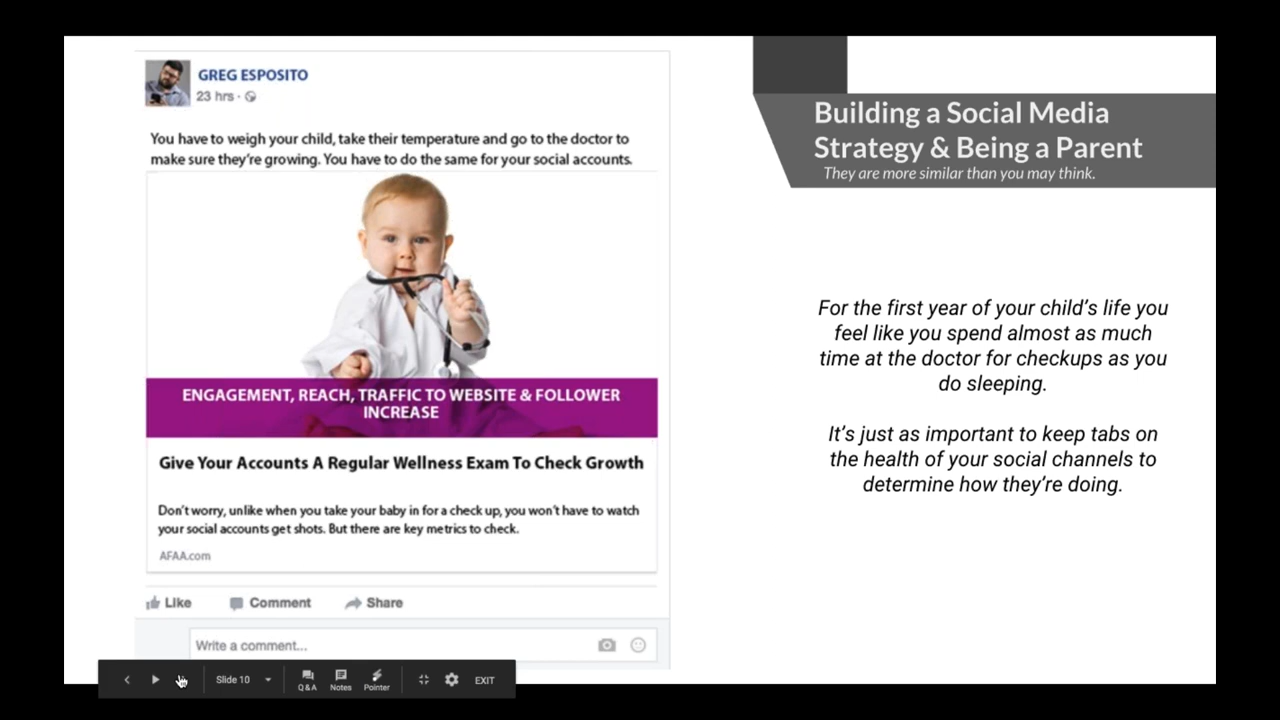 GREG ESPOSITO
23 hrs ·
You have to weigh your child, take their temperature and go to the doctor to
make sure they're growing. You have to do the same for your social accounts.
ENGAGEMENT, REACH, TRAFFIC TO WEBSITE & FOLLOWER
INCREASE
Give Your Accounts A Regular Wellness Exam To Check Growth
Don't worry, unlike when you take your baby in for a check up, you won't have to watch
your social accounts get shots. But there are key metrics to check.
AFAA.com
Like Comment Share
Write a comment...
Building a Social Media
Strategy & Being a Parent
They are more similar than you may think.
For the first year of your child's life you
feel like you spend almost as much
time at the doctor for checkups as you
do sleeping.
It's just as important to keep tabs on
the health of your social channels to
determine how they're doing.
Slide 10 Q&A Notes Pointer EXIT